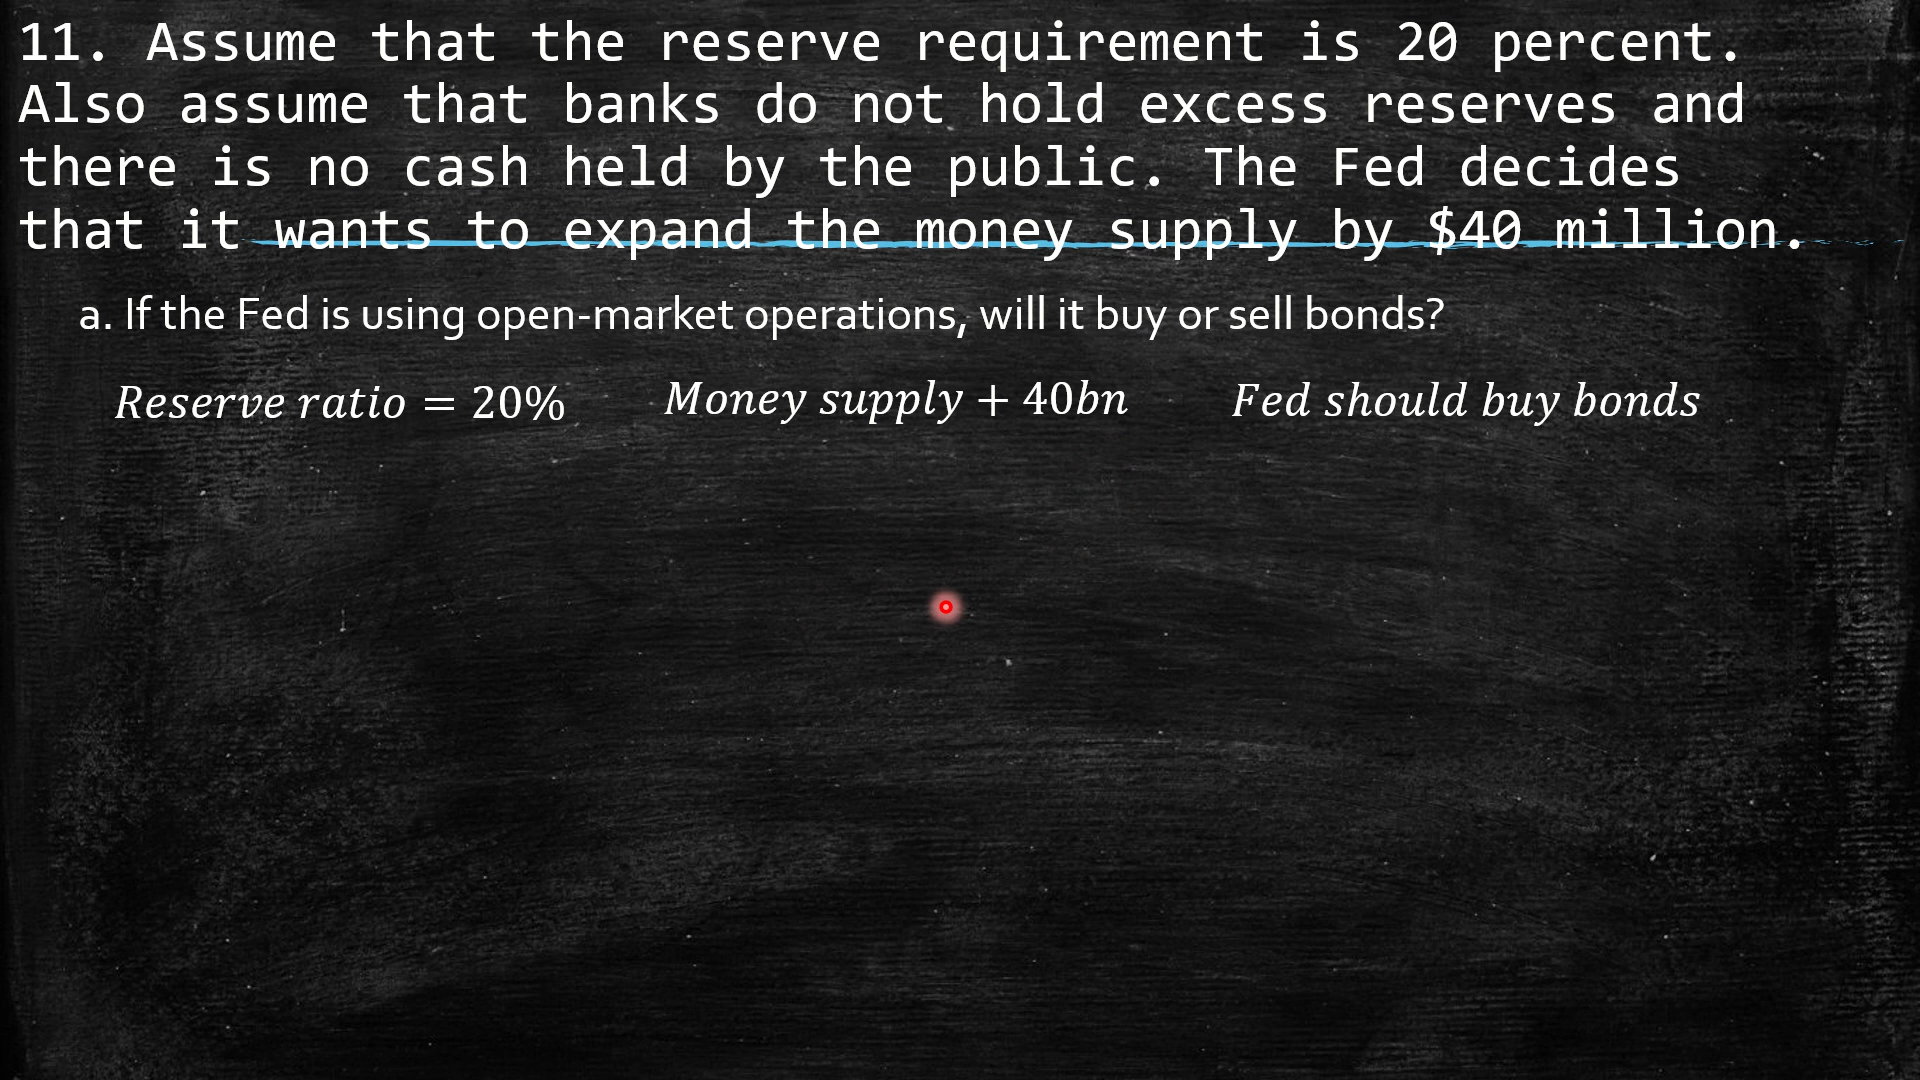 11. Assume that the reserve requirement is 20 percent.
Also assume that banks do not hold excess reserves and
there is no cash held by the public. The Fed decides
that it wants to expand the money supply by $40 million.
a. If the Fed is using open-market operations, will it buy or sell bonds?
Reserve ratio = 20% Money supply + 40bn Fed should buy bonds